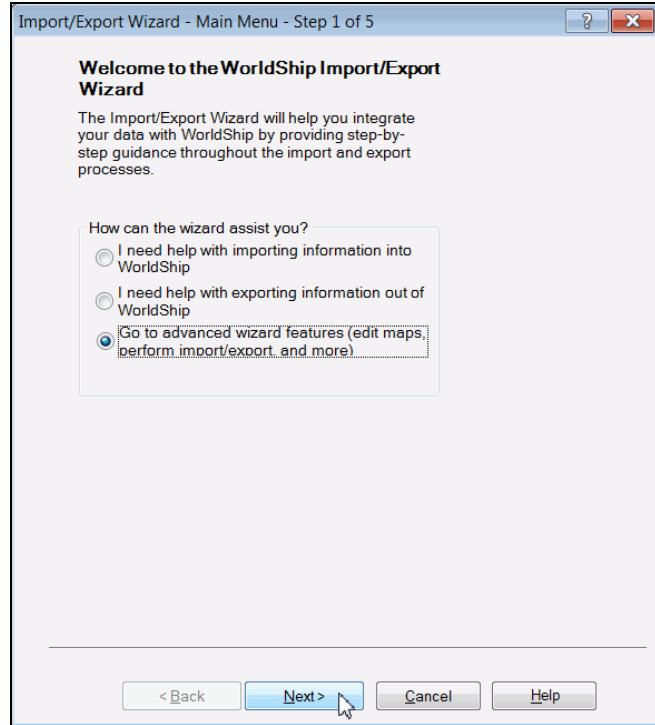 Import/Export Wizard - Main Menu - Step 1 of 5
Welcome to the WorldShip Import/Export
Wizard
The Import/Export Wizard will help you integrate
your data with WorldShip by providing step-by-
step guidance throughout the import and export
processes.
How can the wizard assist you?
I need help with importing information into
WorldShip
I need help with exporting information out of
WorldShip
Go to advanced wizard features (edit maps,
perform import/export, and more)
< Back
Next >
Cancel
Help